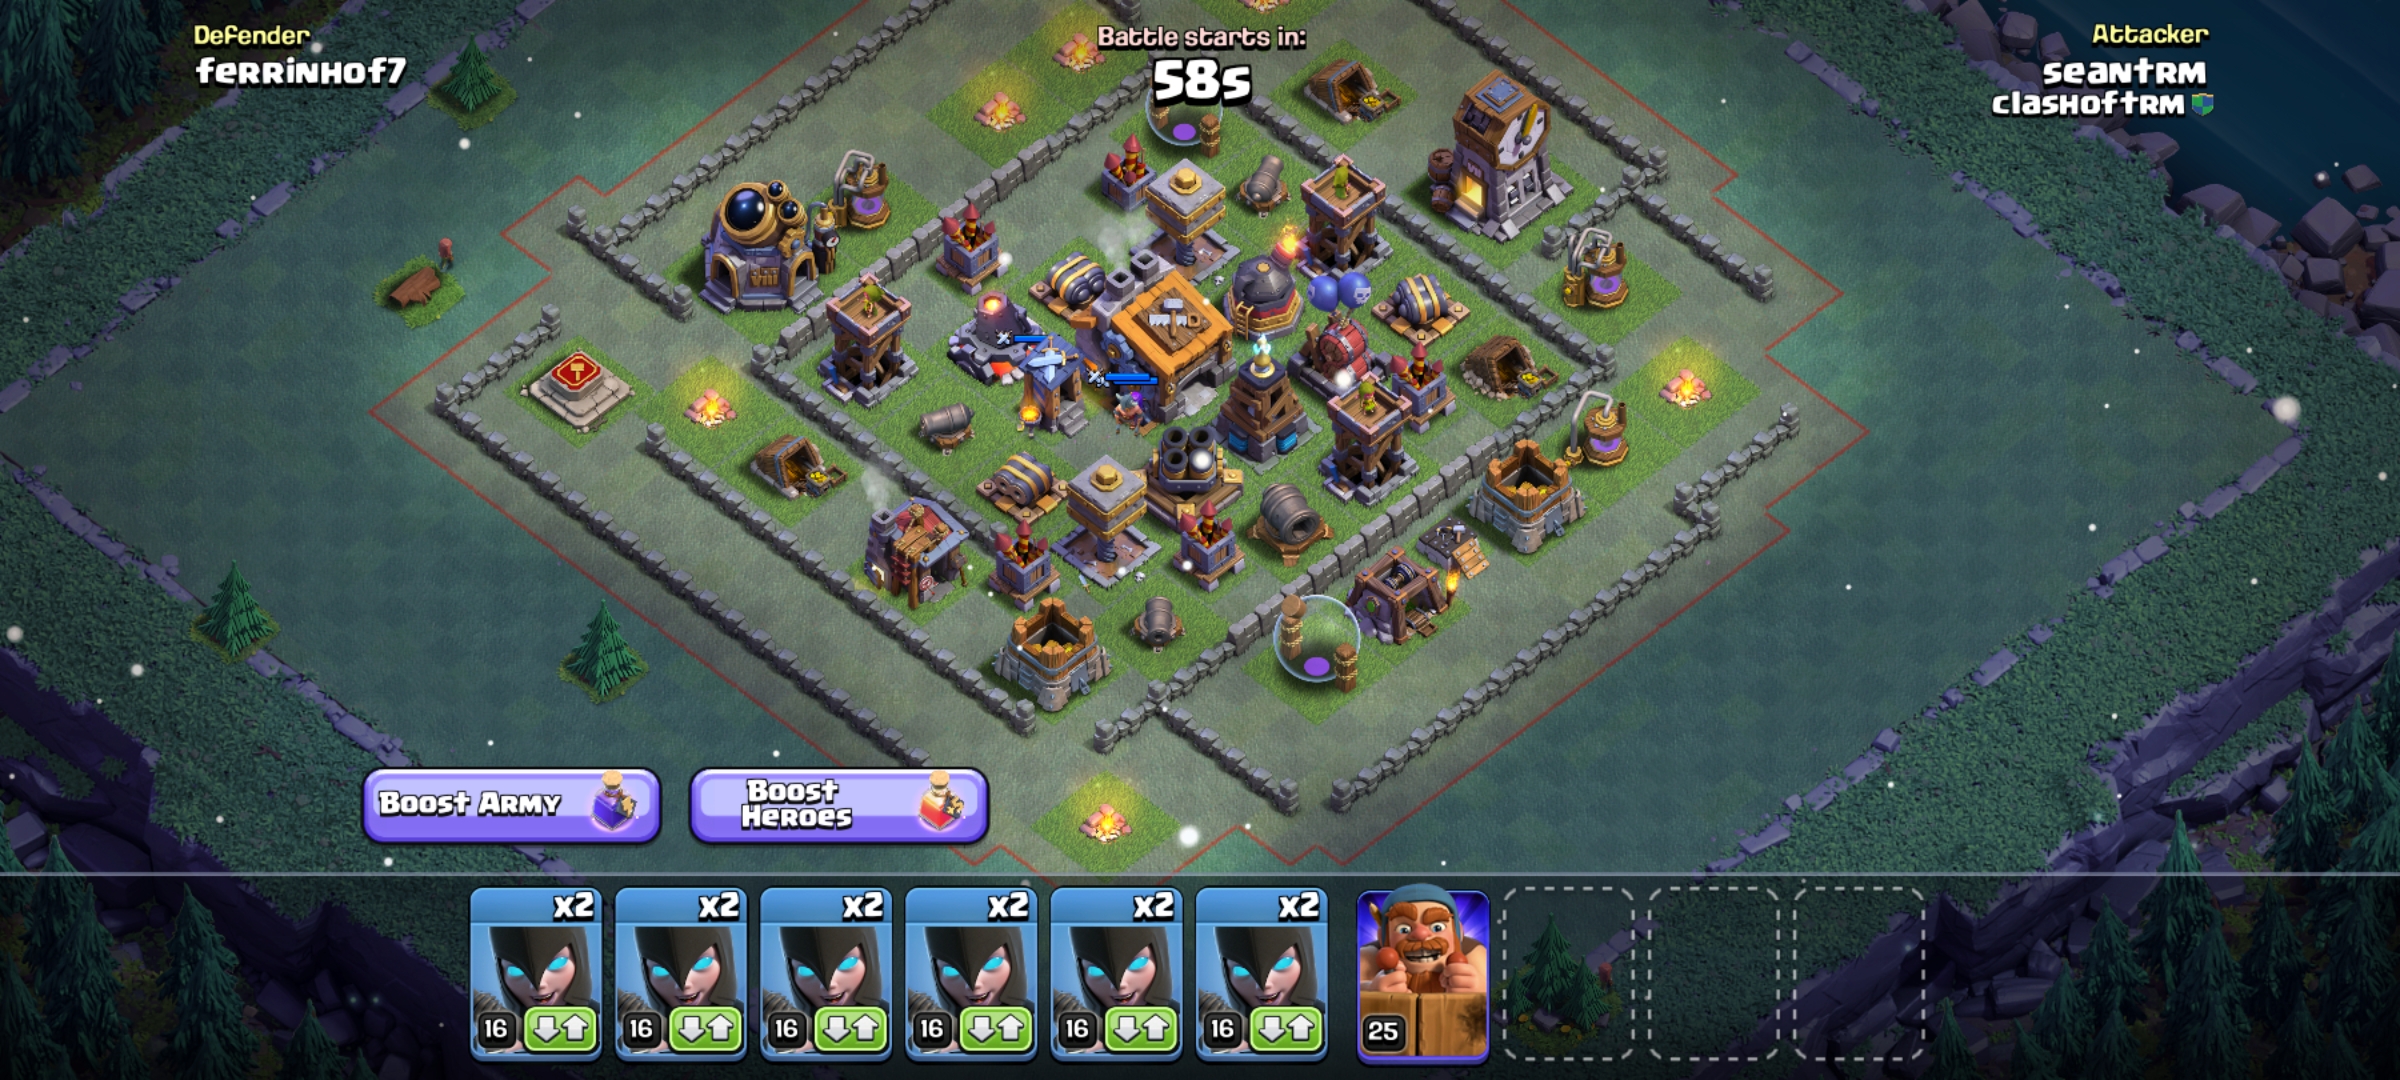 Defender
ferrinhof7
Battle starts in:
58s
Attacker
seantrm
clashoftrm
VIII
Boost Army
Boost Heroes
x2
x2
x2
x2
x2
x2
16
16
16
16
16
16
25